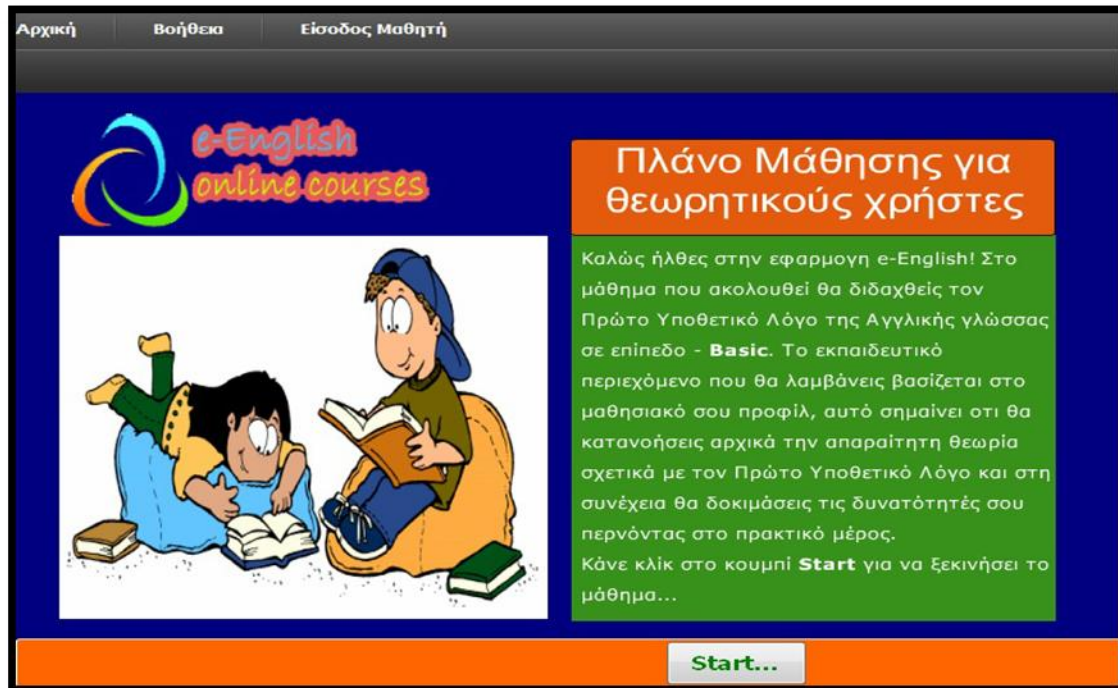 Αρχική Βοήθεια Είσοδος Μαθητή
e-English
online courses
Πλάνο Μάθησης για
θεωρητικούς χρήστες
Καλώς ήλθες στην εφαρμογη e-English! Στο
μάθημα που ακολουθεί θα διδαχθείς τον
Πρώτο Υποθετικό Λόγο της Αγγλικής γλώσσας
σε επίπεδο - Basic. Το εκπαιδευτικό
περιεχόμενο που θα λαμβάνεις βασίζεται στο
μαθησιακό σου προφίλ, αυτό σημαίνει οτι θα
κατανοήσεις αρχικά την απαραίτητη θεωρία
σχετικά με τον Πρώτο Υποθετικό Λόγο και στη
συνέχεια θα δοκιμάσεις τις δυνατότητές σου
περνόντας στο πρακτικό μέρος.
Κάνε κλίκ στο κουμπί Start για να ξεκινήσει το
μάθημα...
Start...